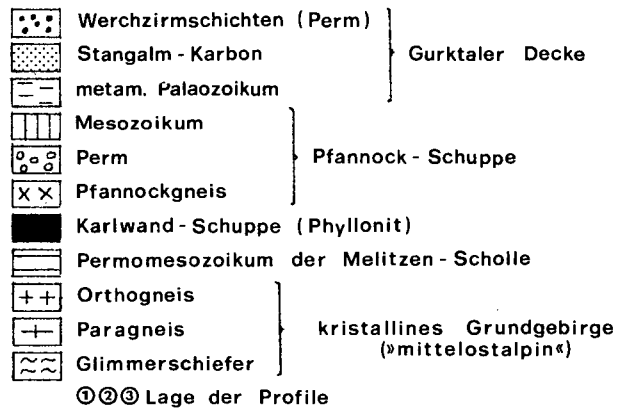 Werchzirmschichten (Perm)
Stangalm - Karbon
Gurktaler Decke
metam. Paläozoikum
Mesozoikum
Perm
Pfannock - Schuppe
Pfannockgneis
Karlwand - Schuppe (Phyllonit)
Permomesozoikum der Melitzen - Scholle
Orthogneis
Paragneis
kristallines Grundgebirge
(»mittelostalpin«)
Glimmerschiefer
①②③ Lage der Profile